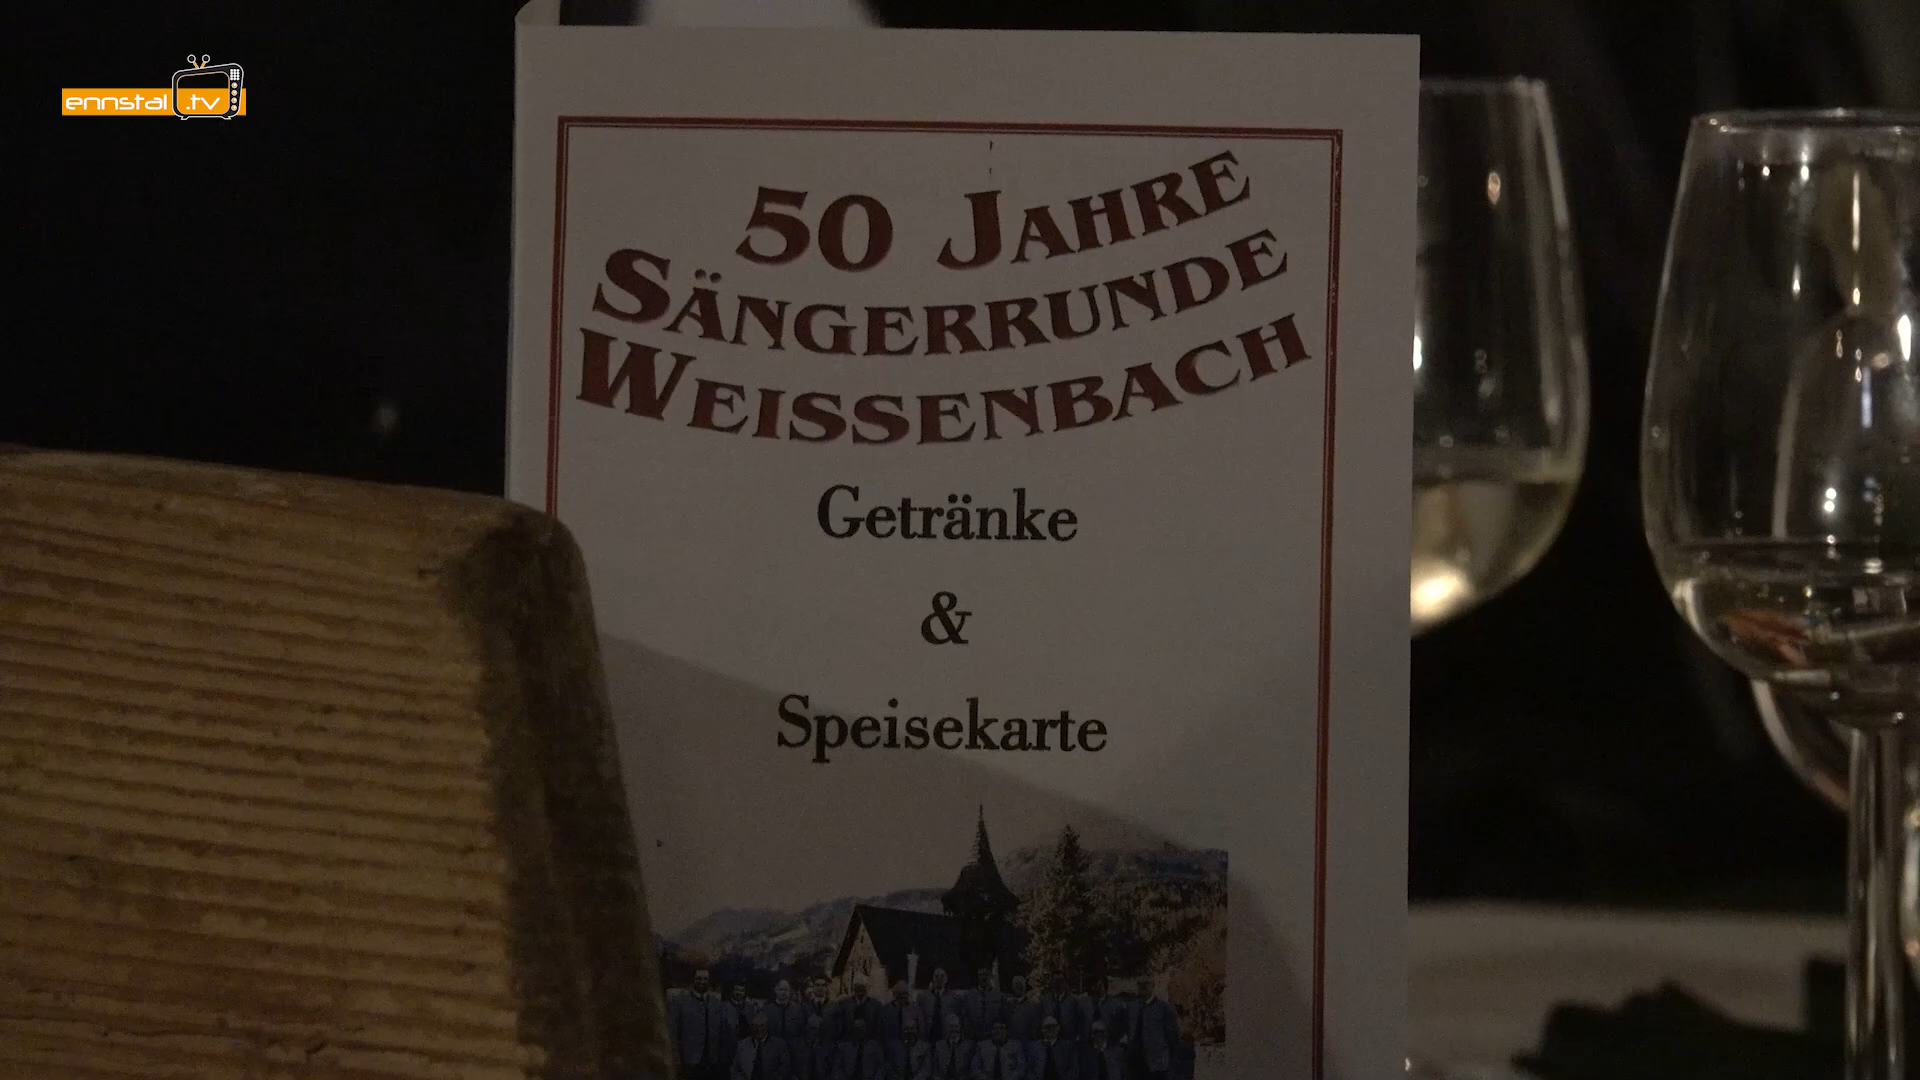 ennstal.tv
50 JAHRE
SÄNGERRUNDE
WEISSENBACH
Getränke
&
Speisekarte